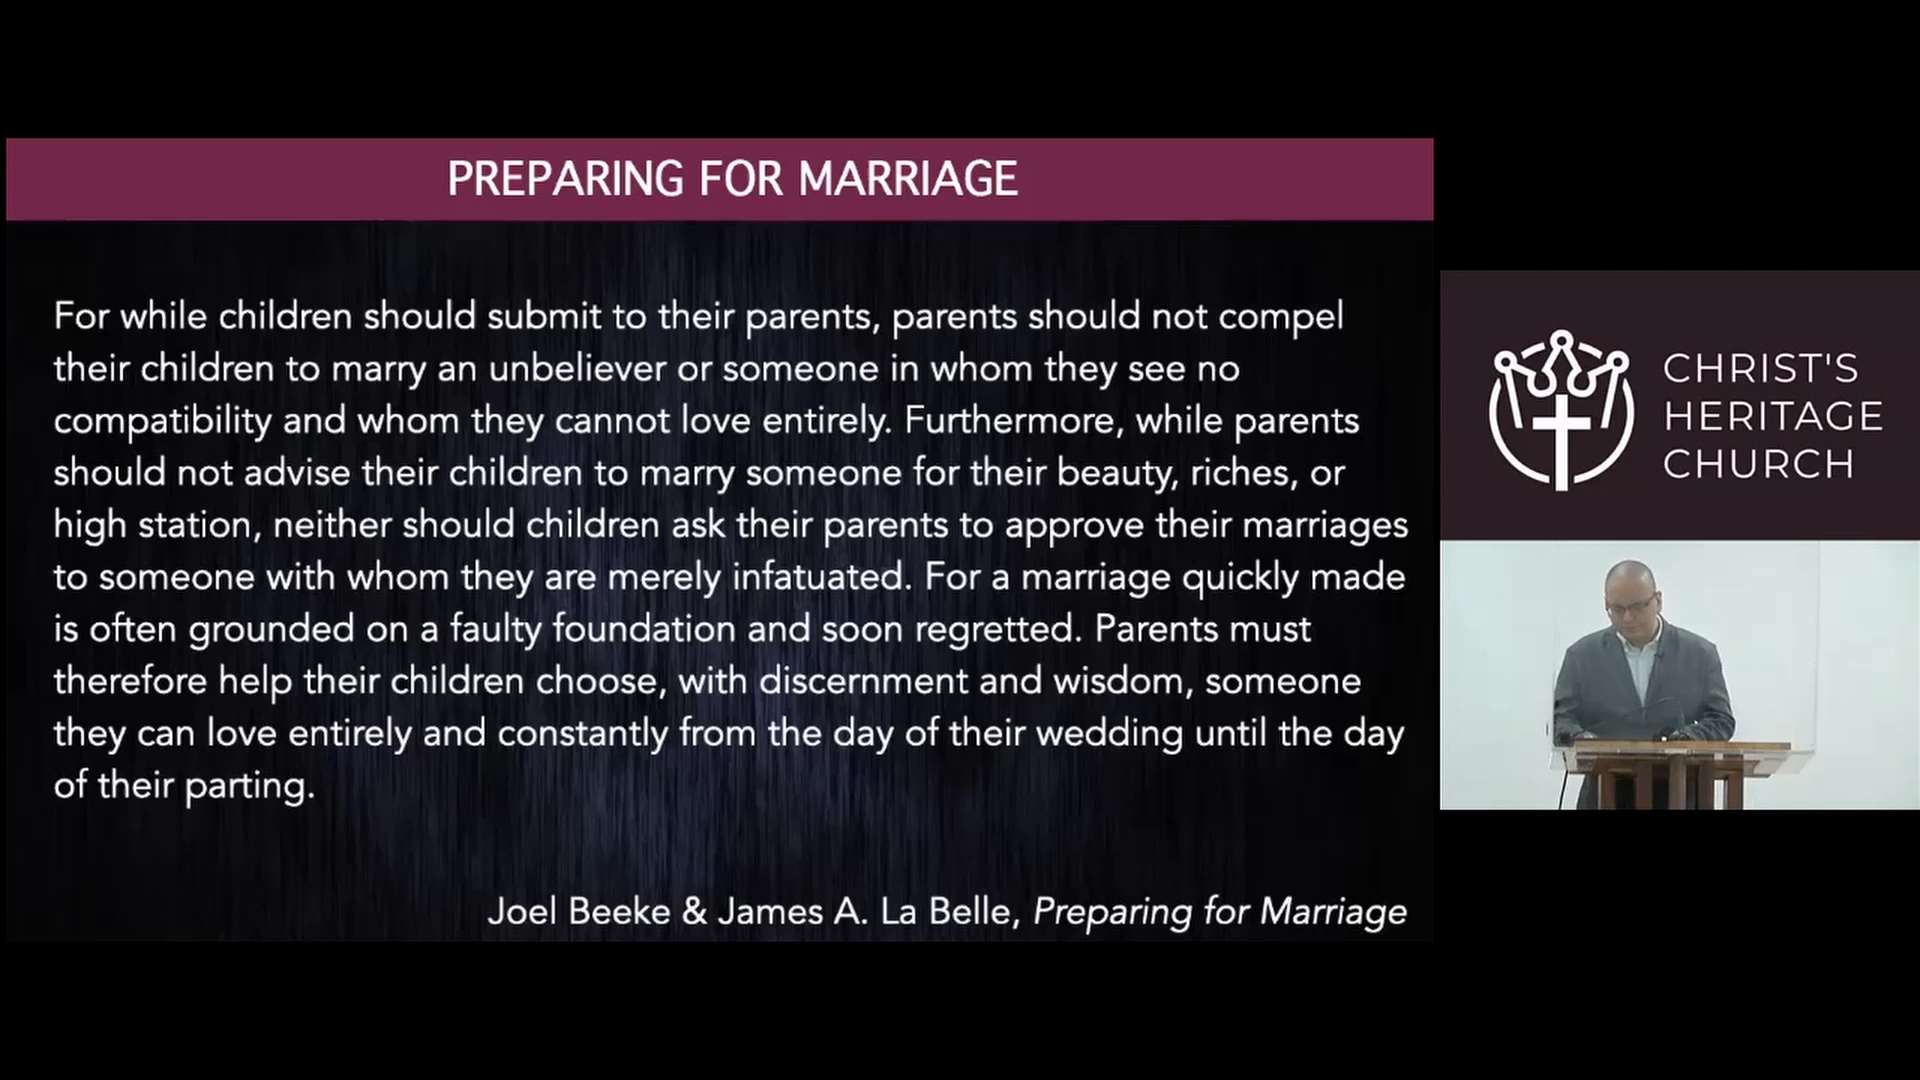 PREPARING FOR MARRIAGE
For while children should submit to their parents, parents should not compel
their children to marry an unbeliever or someone in whom they see no
compatibility and whom they cannot love entirely. Furthermore, while parents
should not advise their children to marry someone for their beauty, riches, or
high station, neither should children ask their parents to approve their marriages
to someone with whom they are merely infatuated. For a marriage quickly made
is often grounded on a faulty foundation and soon regretted. Parents must
therefore help their children choose, with discernment and wisdom, someone
they can love entirely and constantly from the day of their wedding until the day
of their parting.
Joel Beeke & James A. La Belle, Preparing for Marriage
CHRIST'S
HERITAGE
CHURCH